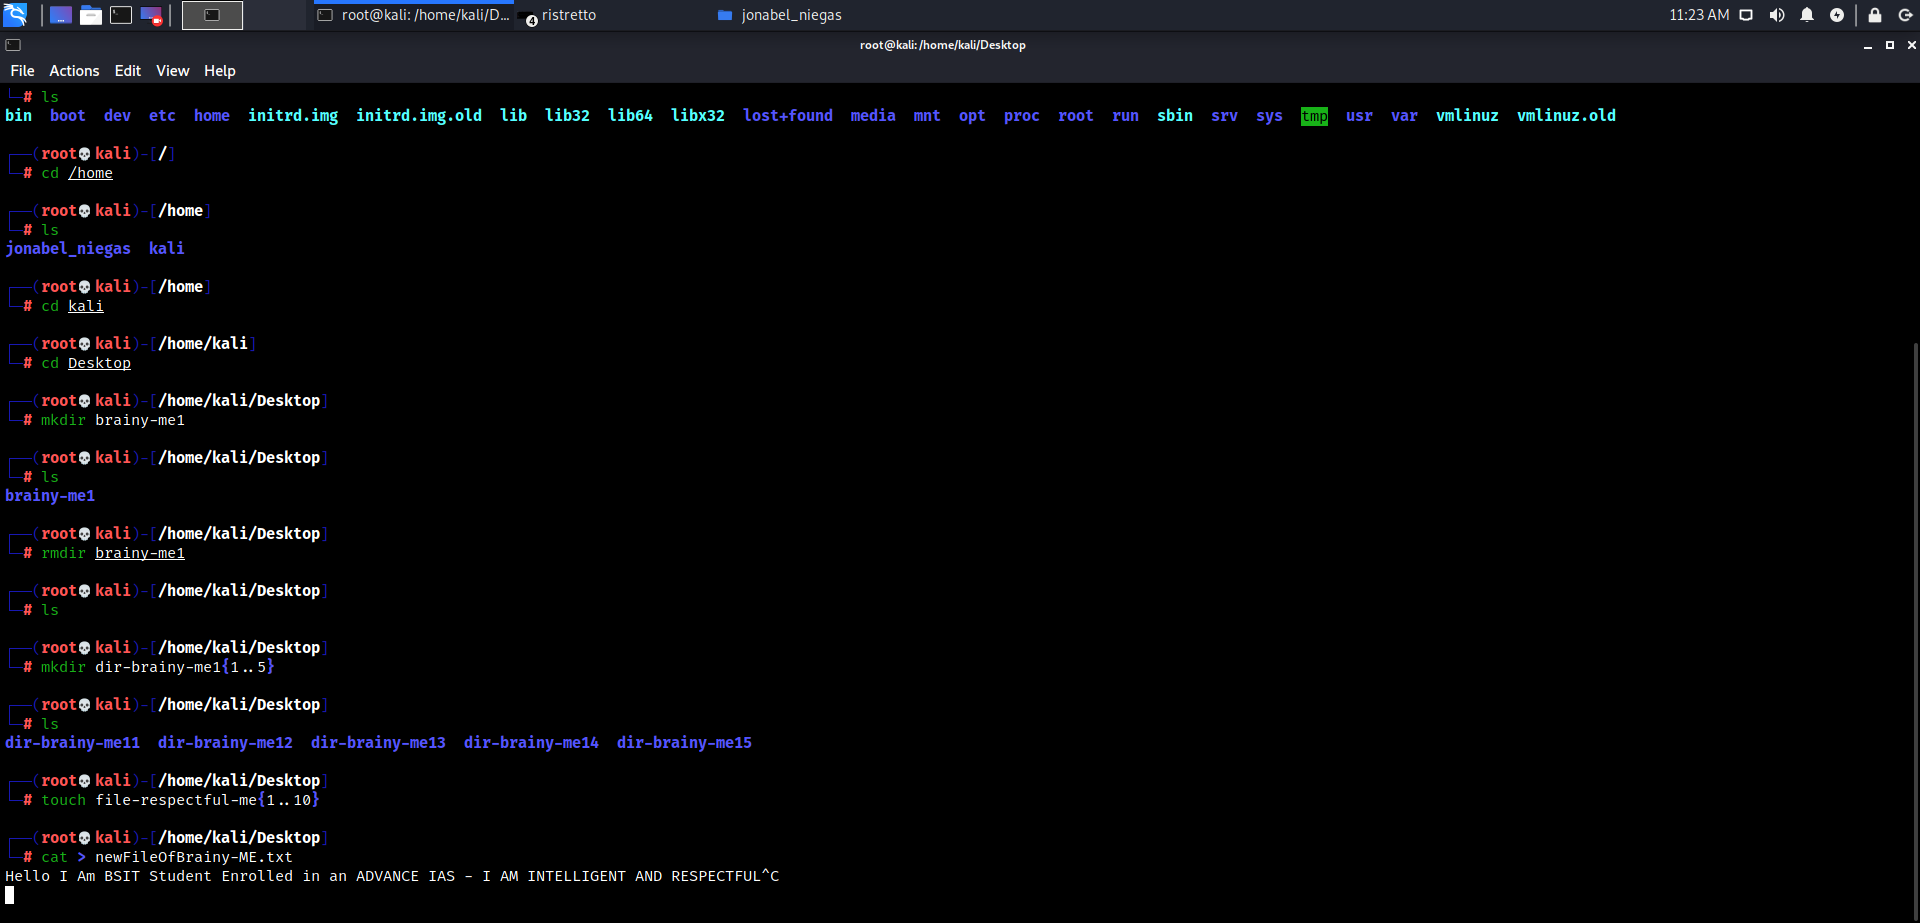 root@kali: /home/kali/D... 4 ristretto jonabel_niegas 11:23 AM
root@kali: /home/kali/Desktop
File Actions Edit View Help
└─# ls
bin boot dev etc home initrd.img initrd.img.old lib lib32 lib64 libx32 lost+found media mnt opt proc root run sbin srv sys tmp usr var vmlinuz vmlinuz.old
┌──(root💀kali)-[/]
└─# cd /home
┌──(root💀kali)-[/home]
└─# ls
jonabel_niegas kali
┌──(root💀kali)-[/home]
└─# cd kali
┌──(root💀kali)-[/home/kali]
└─# cd Desktop
┌──(root💀kali)-[/home/kali/Desktop]
└─# mkdir brainy-me1
┌──(root💀kali)-[/home/kali/Desktop]
└─# ls
brainy-me1
┌──(root💀kali)-[/home/kali/Desktop]
└─# rmdir brainy-me1
┌──(root💀kali)-[/home/kali/Desktop]
└─# ls
┌──(root💀kali)-[/home/kali/Desktop]
└─# mkdir dir-brainy-me1{1..5}
┌──(root💀kali)-[/home/kali/Desktop]
└─# ls
dir-brainy-me11 dir-brainy-me12 dir-brainy-me13 dir-brainy-me14 dir-brainy-me15
┌──(root💀kali)-[/home/kali/Desktop]
└─# touch file-respectful-me{1..10}
┌──(root💀kali)-[/home/kali/Desktop]
└─# cat > newFileOfBrainy-ME.txt
Hello I Am BSIT Student Enrolled in an ADVANCE IAS - I AM INTELLIGENT AND RESPECTFUL^C